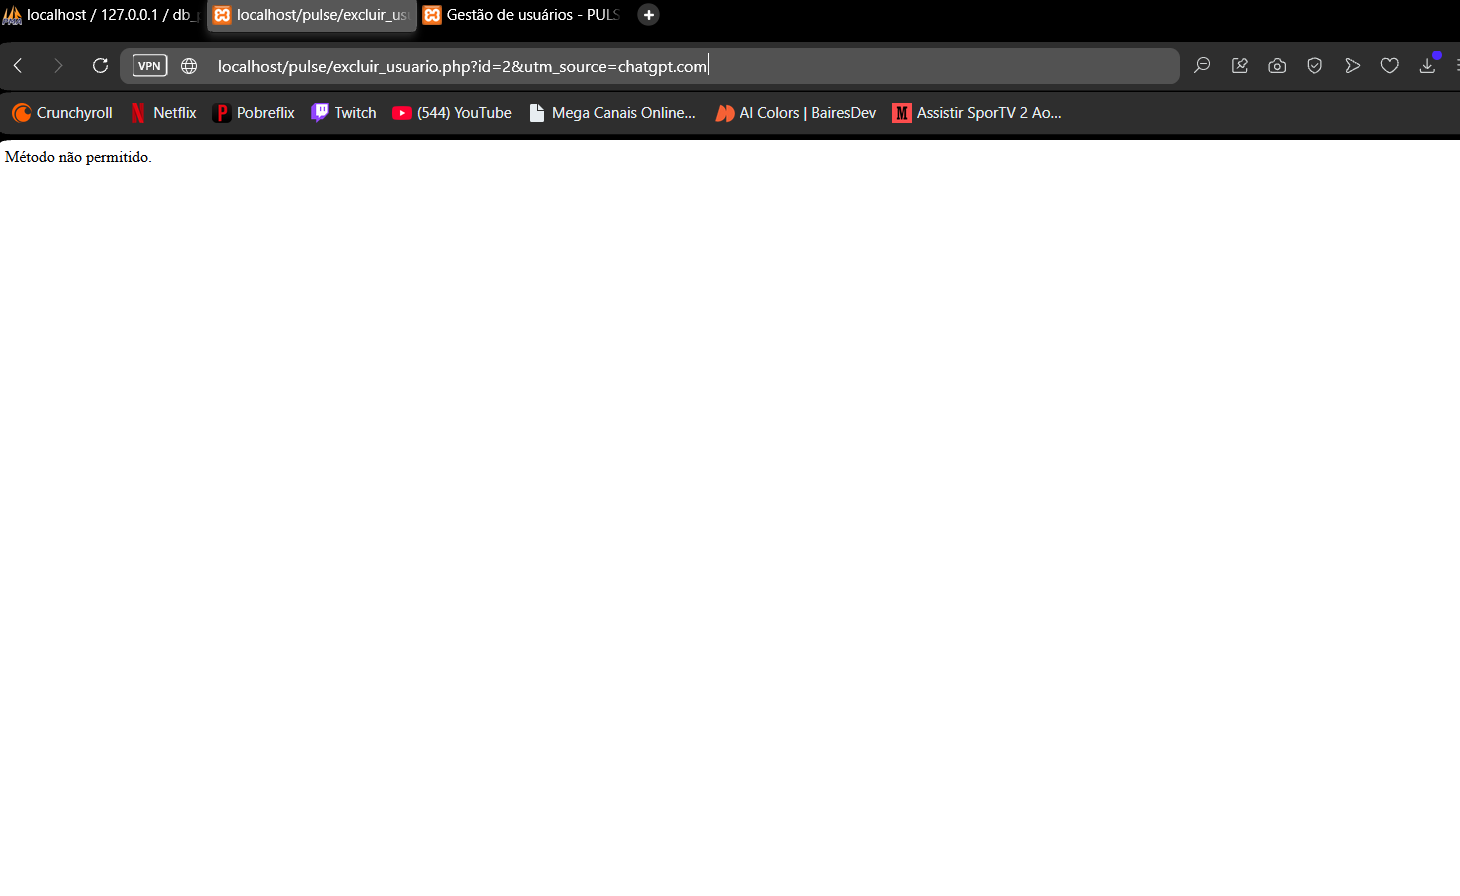 localhost / 127.0.0.1 / db_
localhost/pulse/excluir_us
Gestão de usuários - PULS
VPN
localhost/pulse/excluir_usuario.php?id=2&utm_source=chatgpt.com
Crunchyroll
Netflix
Pobreflix
Twitch
(544) YouTube
Mega Canais Online...
AI Colors | BairesDev
Assistir SporTV 2 Ao...
Método não permitido.